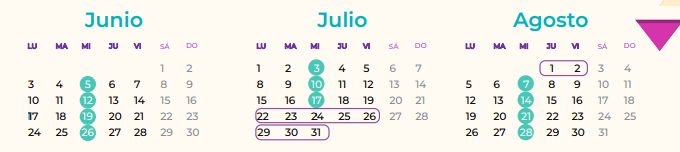 Junio Julio Agosto
LU MA MI JU VI SÁ DO LU MA MI JU VI SÁ DO LU MA MI JU VI SÁ DO
1 2 1 2 3 4 5 6 7 1 2 3 4
3 4 5 6 7 8 9 8 9 10 11 12 13 14 5 6 7 8 9 10 11
10 11 12 13 14 15 16 15 16 17 18 19 20 21 12 13 14 15 16 17 18
17 18 19 20 21 22 23 22 23 24 25 26 27 28 19 20 21 22 23 24 25
24 25 26 27 28 29 30 29 30 31 26 27 28 29 30 31